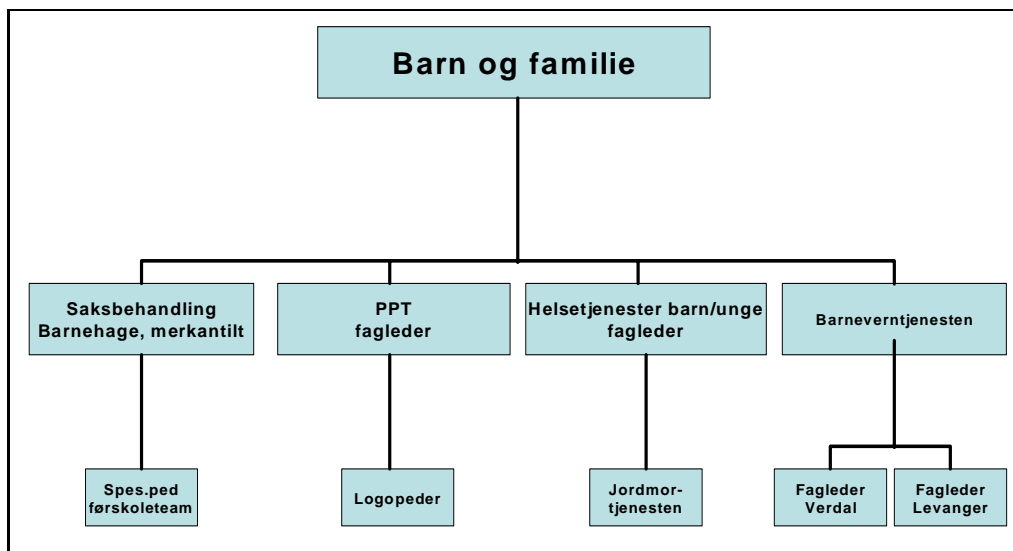 Barn og familie
Saksbehandling
Barnehage, merkantilt
PPT
fagleder
Helsetjenester barn/unge
fagleder
Barneverntjenesten
Spes.ped
førskoleteam
Logopeder
Jordmor-
tjenesten
Fagleder
Verdal
Fagleder
Levanger